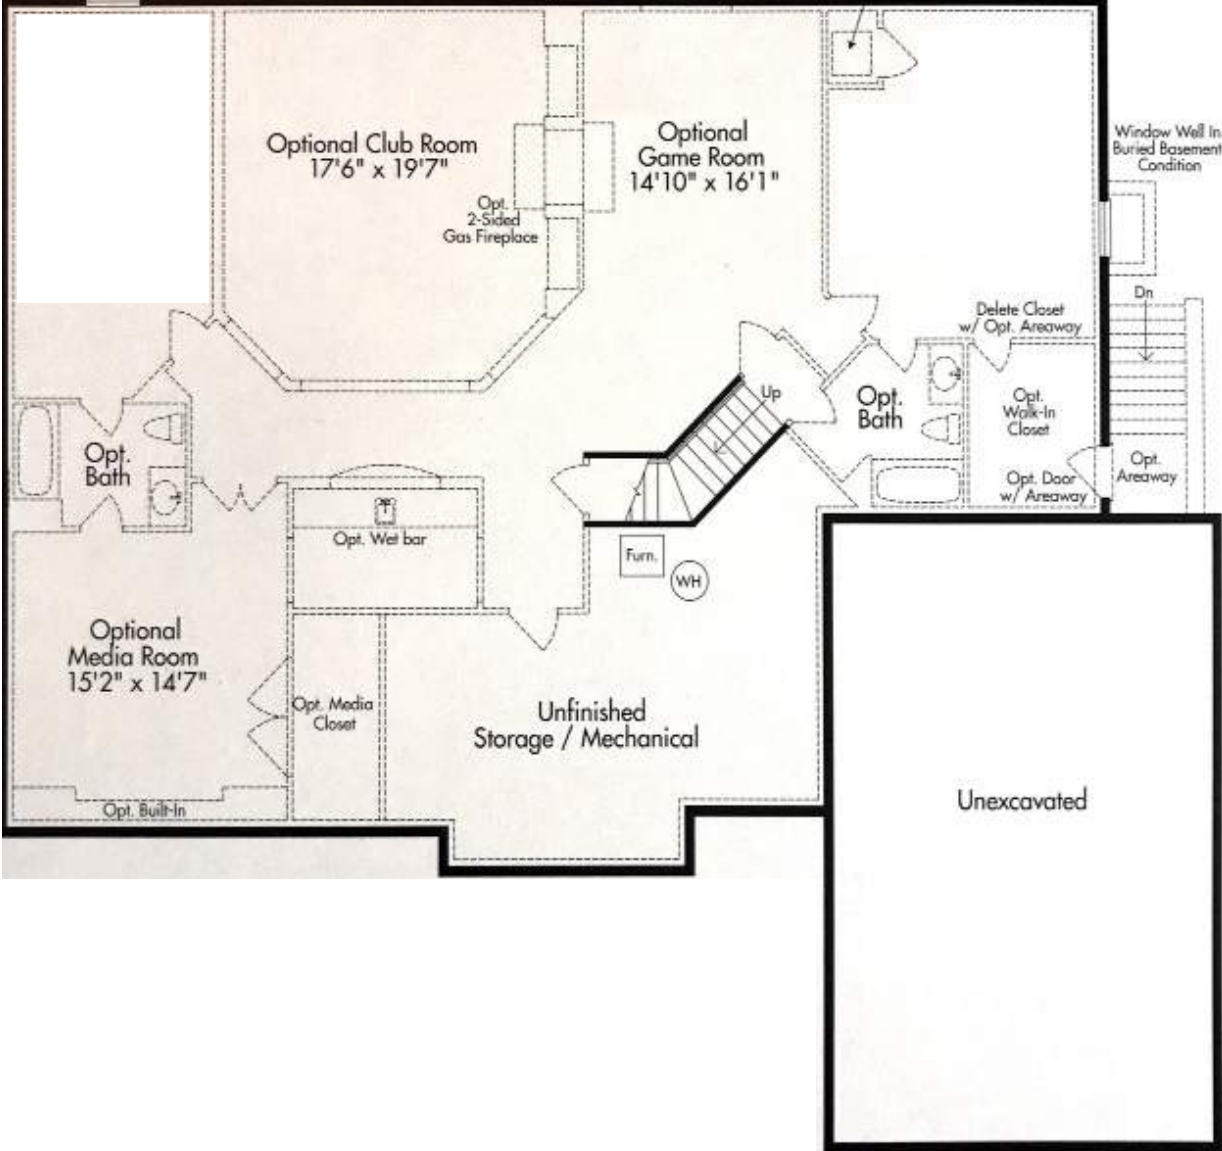 Optional Club Room
17'6" x 19'7"
Optional
Game Room
14'10" x 16'1"
Opt.
2-Sided
Gas Fireplace
Window Well In
Buried Basement
Condition
Dn
Delete Closet
w/ Opt. Areaway
Up
Opt.
Bath
Opt.
Walk-In
Closet
Opt.
Bath
Opt. Door
w/ Areaway
Opt.
Areaway
Opt. Wet bar
Furn.
WH
Optional
Media Room
15'2" x 14'7"
Opt. Media
Closet
Unfinished
Storage / Mechanical
Opt. Built-In
Unexcavated